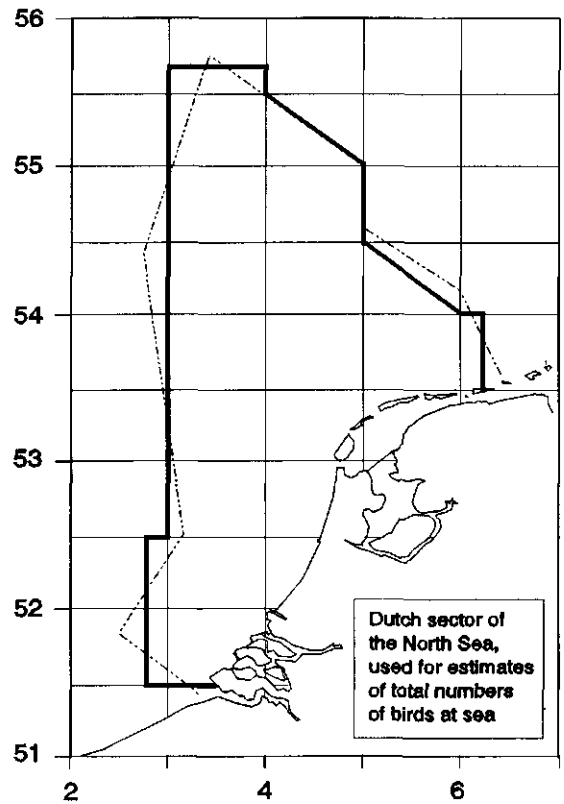 56
55
54
53
52
51
2 4 6
Dutch sector of
the North Sea,
used for estimates
of total numbers
of birds at sea